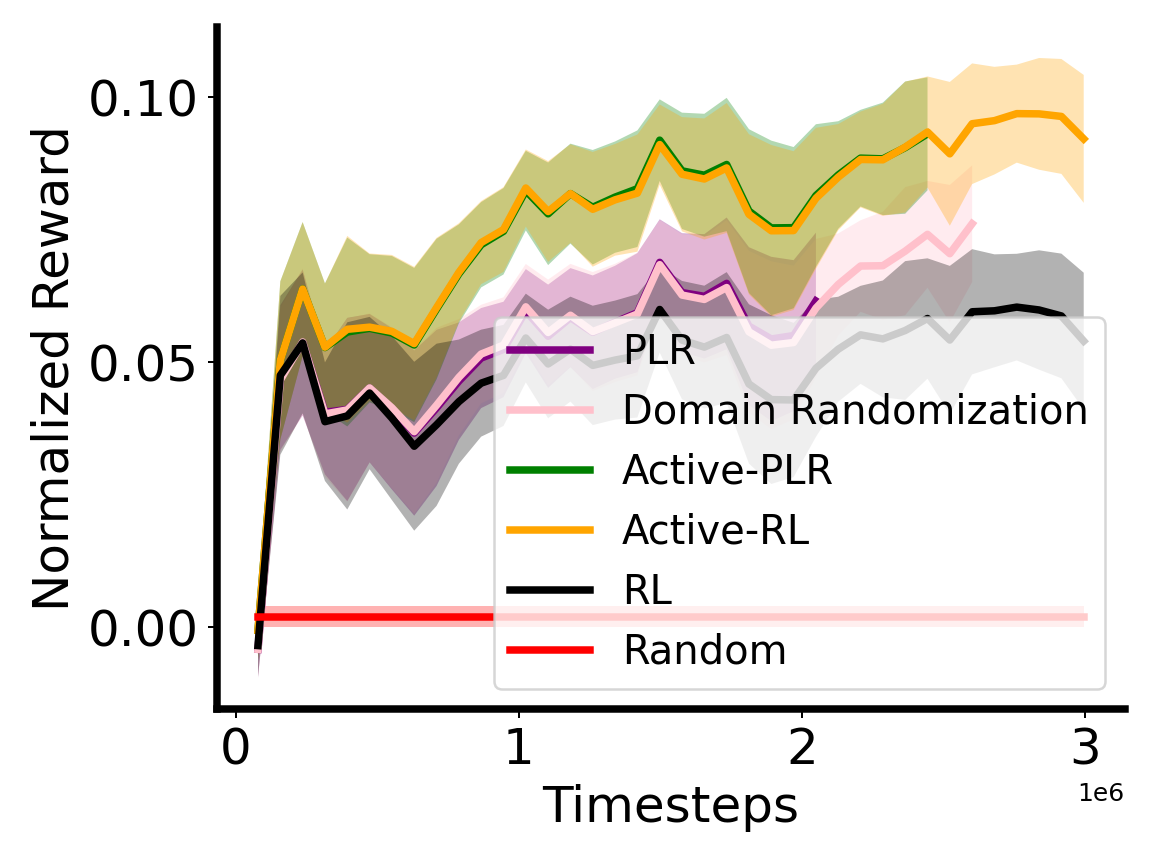 0.10
0.05
0.00
Normalized Reward
PLR
Domain Randomization
Active-PLR
Active-RL
RL
Random
0 1 2 3
1e6
Timesteps